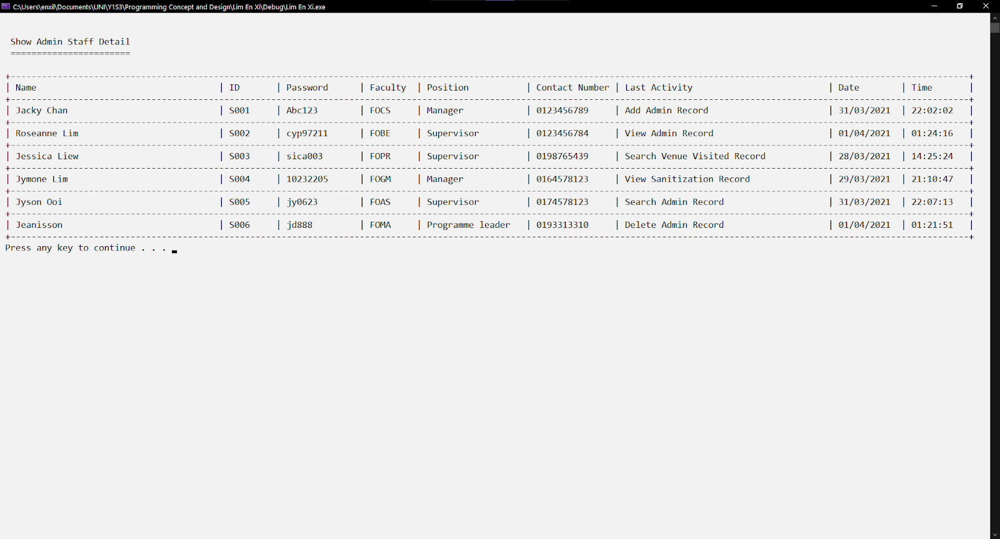 C:\Users\enxil\Documents\UNI\Y1S3\Programming Concept and Design\Lim En Xi\Debug\Lim En Xi.exe
Show Admin Staff Detail
=======================
| Name | ID | Password | Faculty | Position | Contact Number | Last Activity | Date | Time |
| Jacky Chan | S001 | Abc123 | FOCS | Manager | 0123456789 | Add Admin Record | 31/03/2021 | 22:02:02 |
| Roseanne Lim | S002 | cyp97211 | FOBE | Supervisor | 0123456784 | View Admin Record | 01/04/2021 | 01:24:16 |
| Jessica Liew | S003 | sica003 | FOPR | Supervisor | 0198765439 | Search Venue Visited Record | 28/03/2021 | 14:25:24 |
| Jymone Lim | S004 | 10232205 | FOGM | Manager | 0164578123 | View Sanitization Record | 29/03/2021 | 21:10:47 |
| Jyson Ooi | S005 | jy0623 | FOAS | Supervisor | 0174578123 | Search Admin Record | 31/03/2021 | 22:07:13 |
| Jeanisson | S006 | jd888 | FOMA | Programme leader | 0193313310 | Delete Admin Record | 01/04/2021 | 01:21:51 |
Press any key to continue . . .